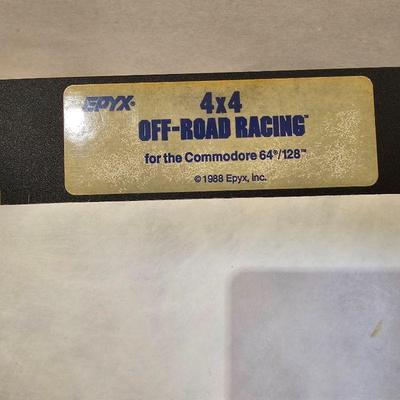 EPYX®
4x4
OFF-ROAD RACING™
for the Commodore 64®/128™
©1988 Epyx, Inc.